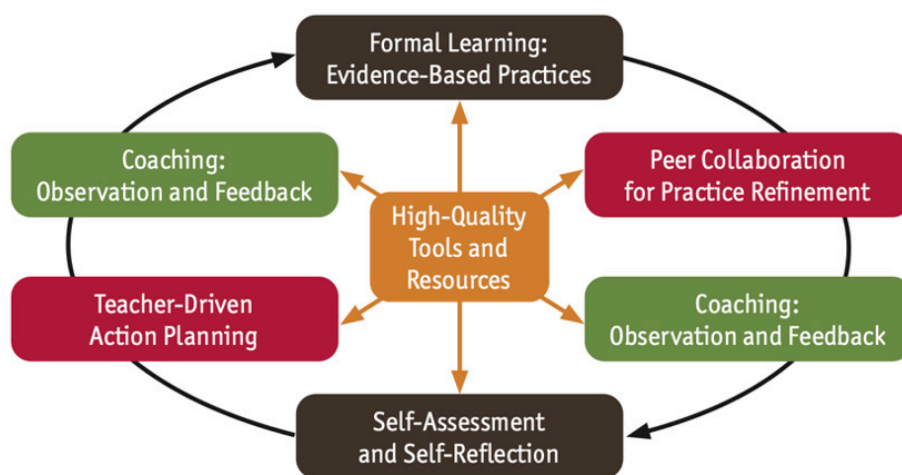 Formal Learning:
Evidence-Based Practices
Coaching:
Observation and Feedback
Peer Collaboration
for Practice Refinement
High-Quality
Tools and
Resources
Teacher-Driven
Action Planning
Coaching:
Observation and Feedback
Self-Assessment
and Self-Reflection